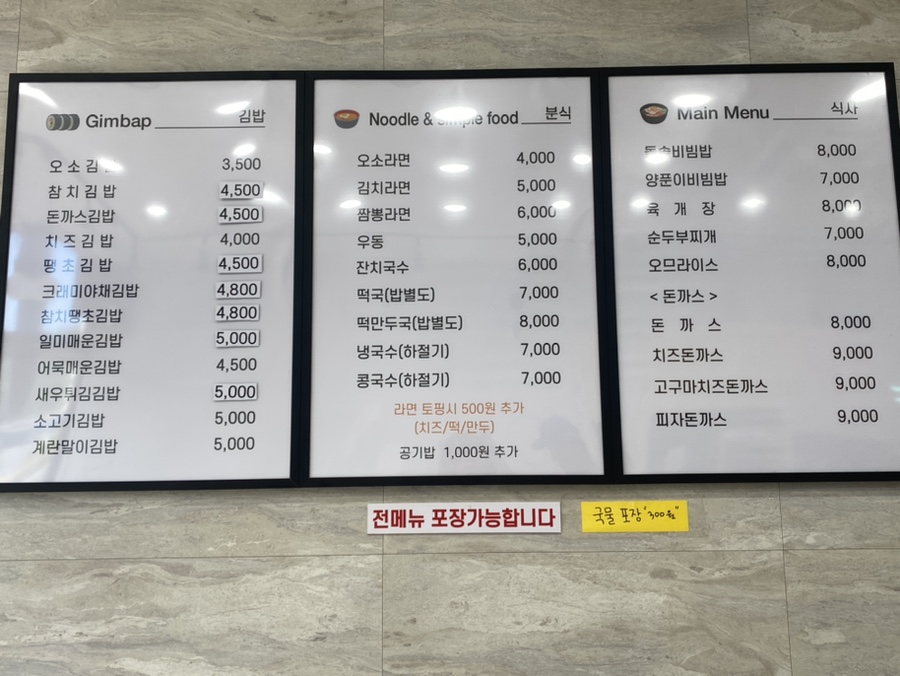 Gimbap 김밥
오소김 3,500
참치김밥 4,500
돈까스김밥 4,500
치즈김밥 4,000
땡초김밥 4,500
크래미야채김밥 4,800
참치땡초김밥 4,800
일미매운김밥 5,000
어묵매운김밥 4,500
새우튀김김밥 5,000
소고기김밥 5,000
계란말이김밥 5,000
Noodle & simple food 분식
오소라면 4,000
김치라면 5,000
짬뽕라면 6,000
우동 5,000
잔치국수 6,000
떡국(밥별도) 7,000
떡만두국(밥별도) 8,000
냉국수(하절기) 7,000
콩국수(하절기) 7,000
라면 토핑시 500원 추가
(치즈/떡/만두)
공기밥 1,000원 추가
Main Menu 식사
돌솥비빔밥 8,000
양푼이비빔밥 7,000
육개장 8,000
순두부찌개 7,000
오므라이스 8,000
< 돈까스 >
돈까스 8,000
치즈돈까스 9,000
고구마치즈돈까스 9,000
피자돈까스 9,000
전메뉴 포장가능합니다
국물 포장 "300원"